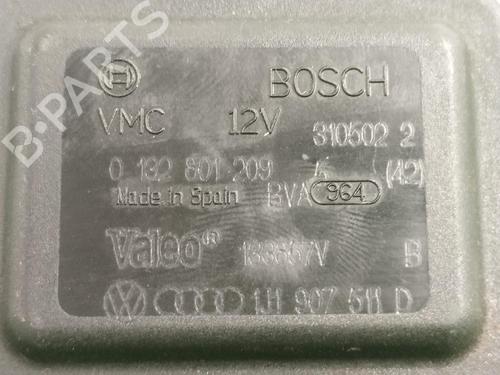 BOSCH
VMC 12V 310502 2
0 132 801 209 4 (42)
Made in Spain BVA 964
Valeo® B
1J1 907 511 D
B-PARTS